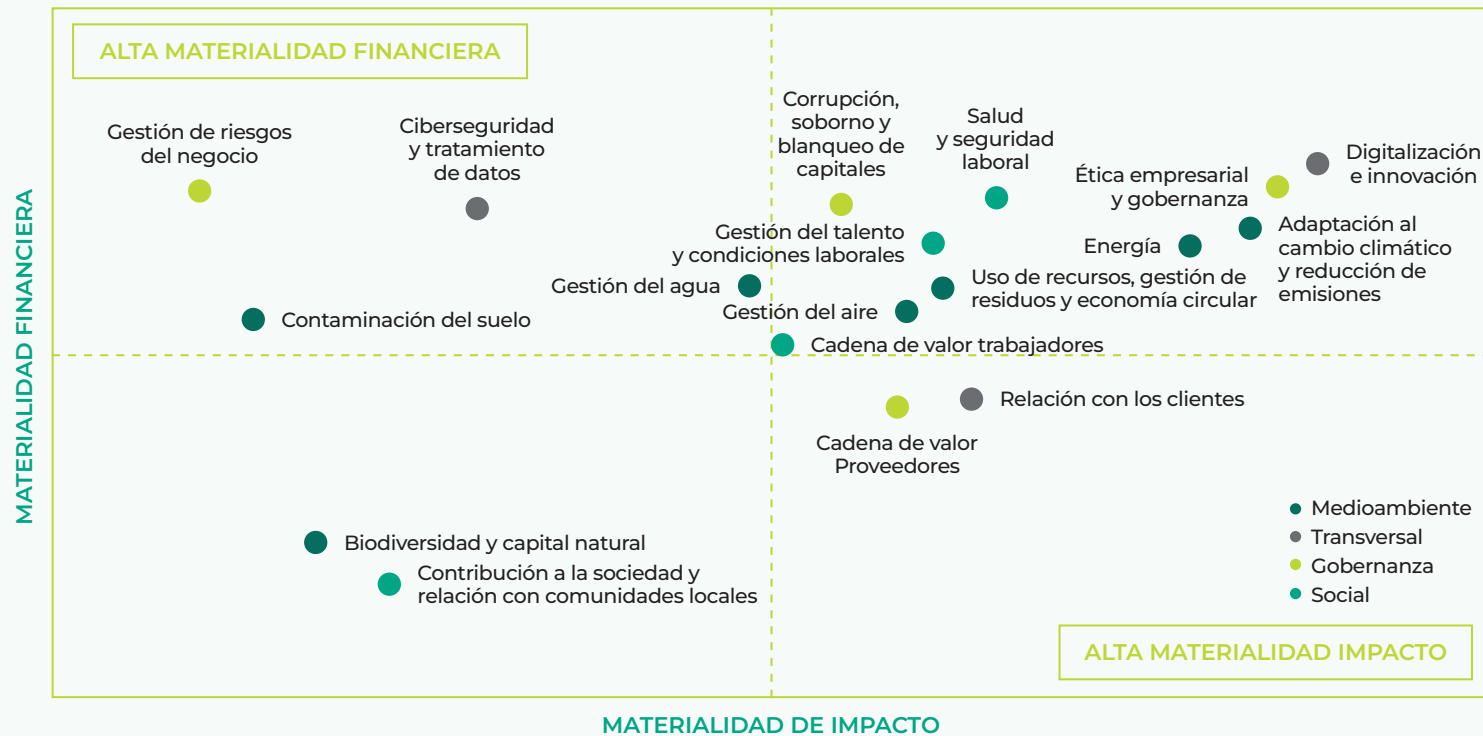 ALTA MATERIALIDAD FINANCIERA
Gestión de riesgos
del negocio
Ciberseguridad
y tratamiento
de datos
Corrupción,
soborno y
blanqueo de
capitales
Salud
y seguridad
laboral
Ética empresarial
y gobernanza
Digitalización
e innovación
Gestión del talento
y condiciones laborales
Energía
Adaptación al
cambio climático
y reducción de
emisiones
Gestión del agua
Uso de recursos, gestión de
residuos y economía circular
Contaminación del suelo
Gestión del aire
Cadena de valor trabajadores
Relación con los clientes
Cadena de valor
Proveedores
Biodiversidad y capital natural
Contribución a la sociedad y
relación con comunidades locales
Medioambiente
Transversal
Gobernanza
Social
ALTA MATERIALIDAD IMPACTO
MATERIALIDAD FINANCIERA
MATERIALIDAD DE IMPACTO